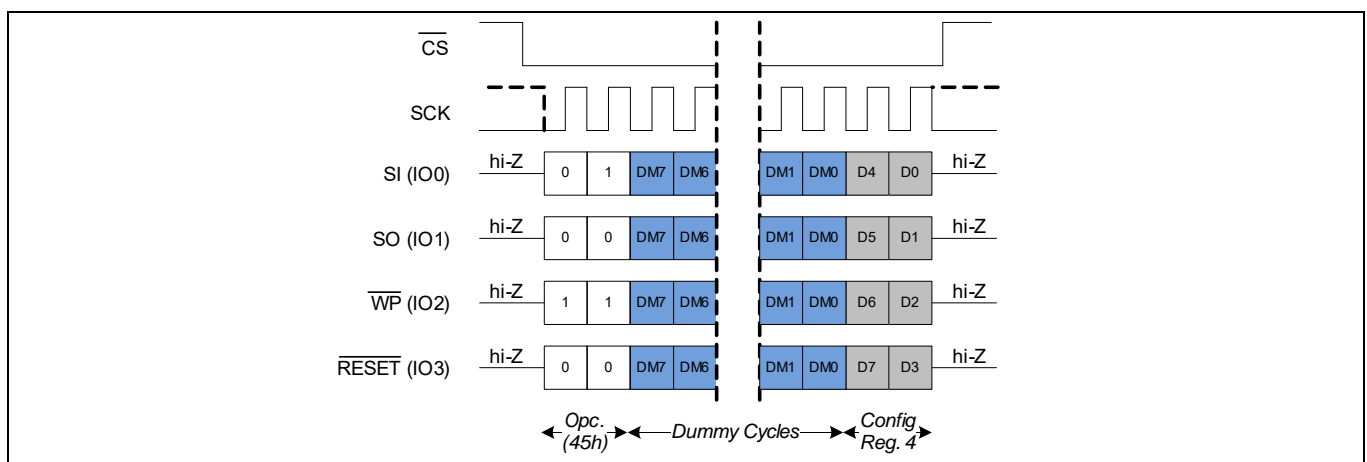 CS
SCK
SI (IO0) hi-Z 0 1 DM7 DM6 DM1 DM0 D4 D0 hi-Z
SO (IO1) hi-Z 0 0 DM7 DM6 DM1 DM0 D5 D1 hi-Z
WP (IO2) hi-Z 1 1 DM7 DM6 DM1 DM0 D6 D2 hi-Z
RESET (IO3) hi-Z 0 0 DM7 DM6 DM1 DM0 D7 D3 hi-Z
Opc. (45h)
Dummy Cycles
Config Reg. 4